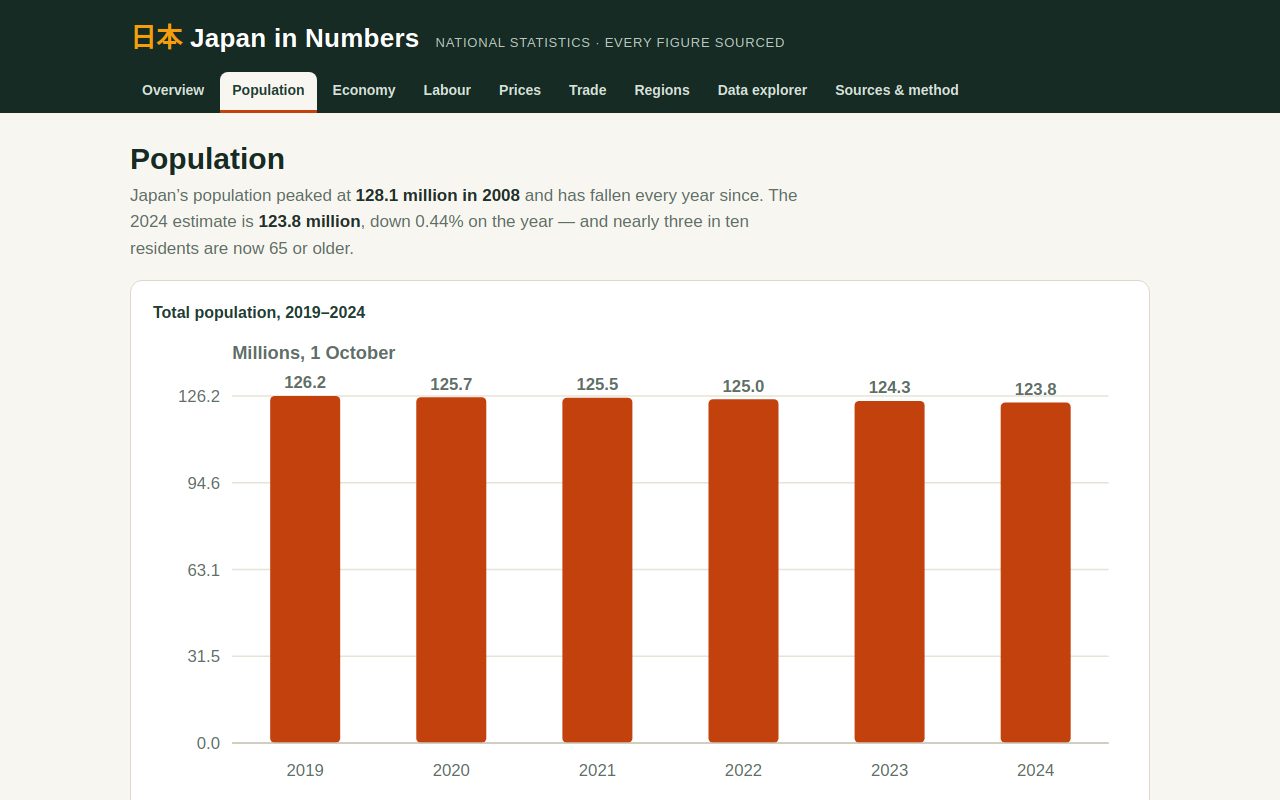 日本 Japan in Numbers NATIONAL STATISTICS · EVERY FIGURE SOURCED
Overview Population Economy Labour Prices Trade Regions Data explorer Sources & method
Population
Japan’s population peaked at 128.1 million in 2008 and has fallen every year since. The
2024 estimate is 123.8 million, down 0.44% on the year — and nearly three in ten
residents are now 65 or older.
Total population, 2019–2024
Millions, 1 October
126.2 125.7 125.5 125.0 124.3 123.8
126.2
94.6
63.1
31.5
0.0
2019 2020 2021 2022 2023 2024